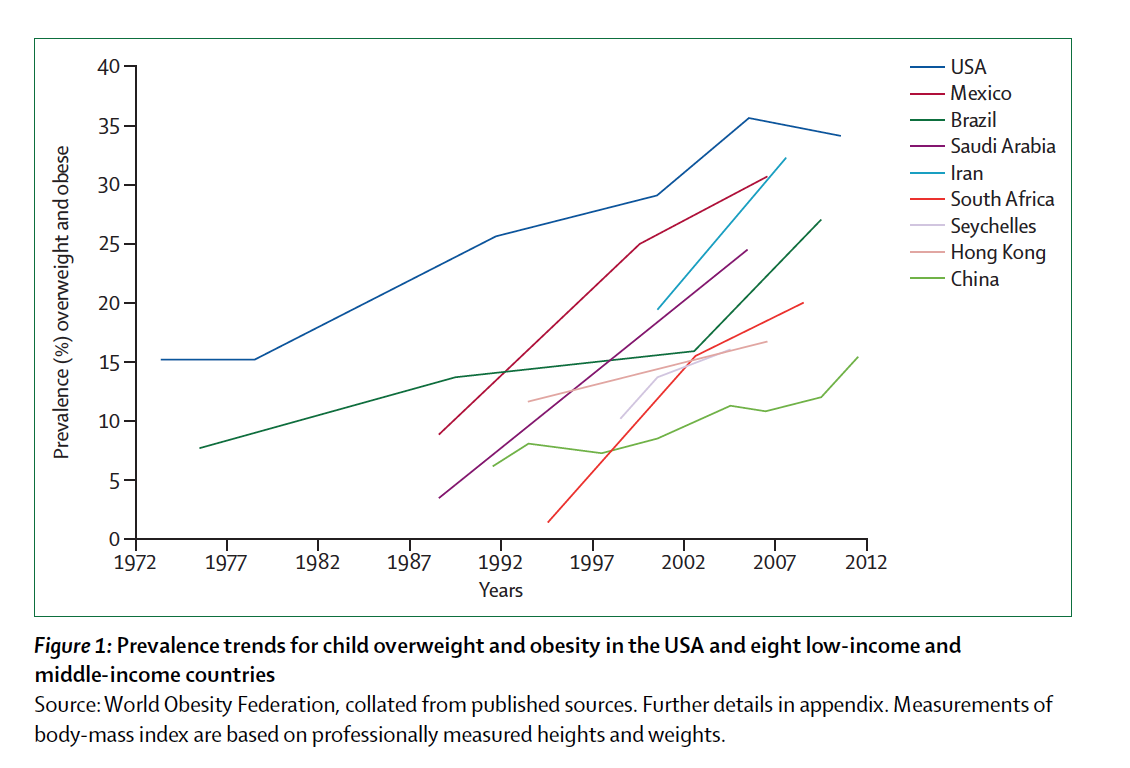 40
35
30
25
20
15
10
5
0
Prevalence (%) overweight and obese
1972 1977 1982 1987 1992 1997 2002 2007 2012
Years
USA
Mexico
Brazil
Saudi Arabia
Iran
South Africa
Seychelles
Hong Kong
China
Figure 1: Prevalence trends for child overweight and obesity in the USA and eight low-income and
middle-income countries
Source: World Obesity Federation, collated from published sources. Further details in appendix. Measurements of
body-mass index are based on professionally measured heights and weights.